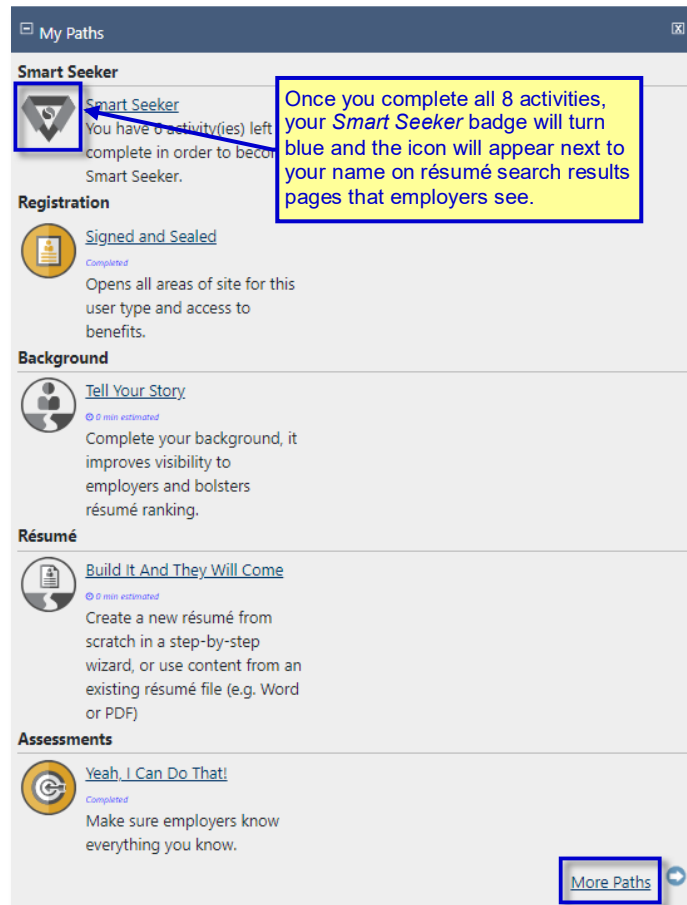 My Paths
Smart Seeker
Smart Seeker
You have 6 activity(ies) left
complete in order to
Smart Seeker.
Once you complete all 8 activities,
your Smart Seeker badge will turn
blue and the icon will appear next to
your name on résumé search results
pages that employers see.
Registration
Signed and Sealed
Completed
Opens all areas of site for this
user type and access to
benefits.
Background
Tell Your Story
0 min estimated
Complete your background, it
improves visibility to
employers and bolsters
résumé ranking.
Résumé
Build It And They Will Come
0 min estimated
Create a new résumé from
scratch in a step-by-step
wizard, or use content from an
existing résumé file (e.g. Word
or PDF)
Assessments
Yeah, I Can Do That!
Completed
Make sure employers know
everything you know.
More Paths